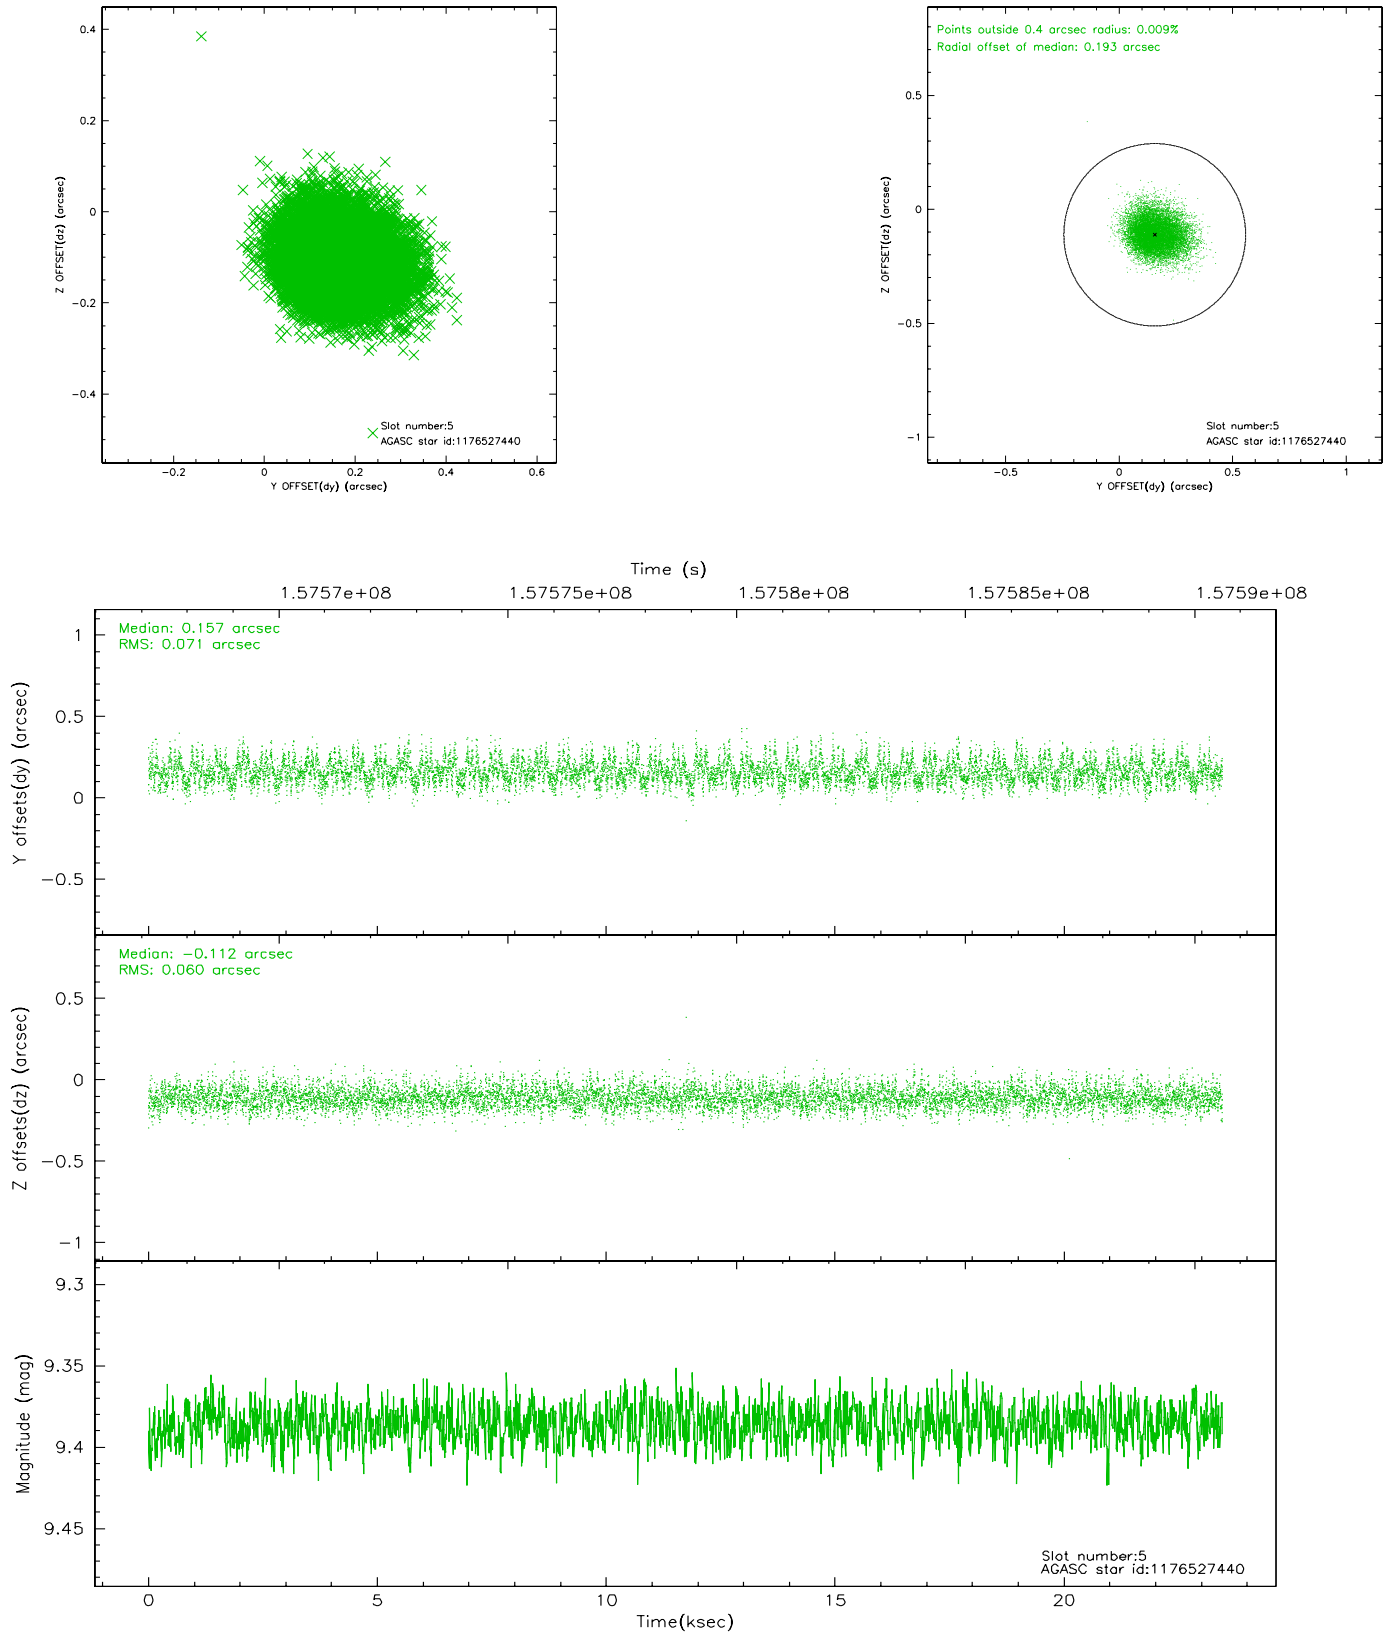 0.4
0.2
0
−0.2
−0.4
Z OFFSET(dz) (arcsec)
Slot number:5
AGASC star id:1176527440
−0.2
0
0.2
0.4
0.6
Y OFFSET(dy) (arcsec)
Points outside 0.4 arcsec radius: 0.009%
Radial offset of median: 0.193 arcsec
0.5
0
−0.5
−1
Z OFFSET(dz) (arcsec)
Slot number:5
AGASC star id:1176527440
−0.5
0
0.5
1
Y OFFSET(dy) (arcsec)
Time (s)
1.5757e+08
1.57575e+08
1.5758e+08
1.57585e+08
1.5759e+08
Median: 0.157 arcsec
RMS: 0.071 arcsec
1
0.5
0
−0.5
Y offsets(dy) (arcsec)
Median: −0.112 arcsec
RMS: 0.060 arcsec
0.5
0
−0.5
−1
Z offsets(dz) (arcsec)
9.3
9.35
9.4
9.45
Magnitude (mag)
Slot number:5
AGASC star id:1176527440
0
5
10
15
20
Time(ksec)